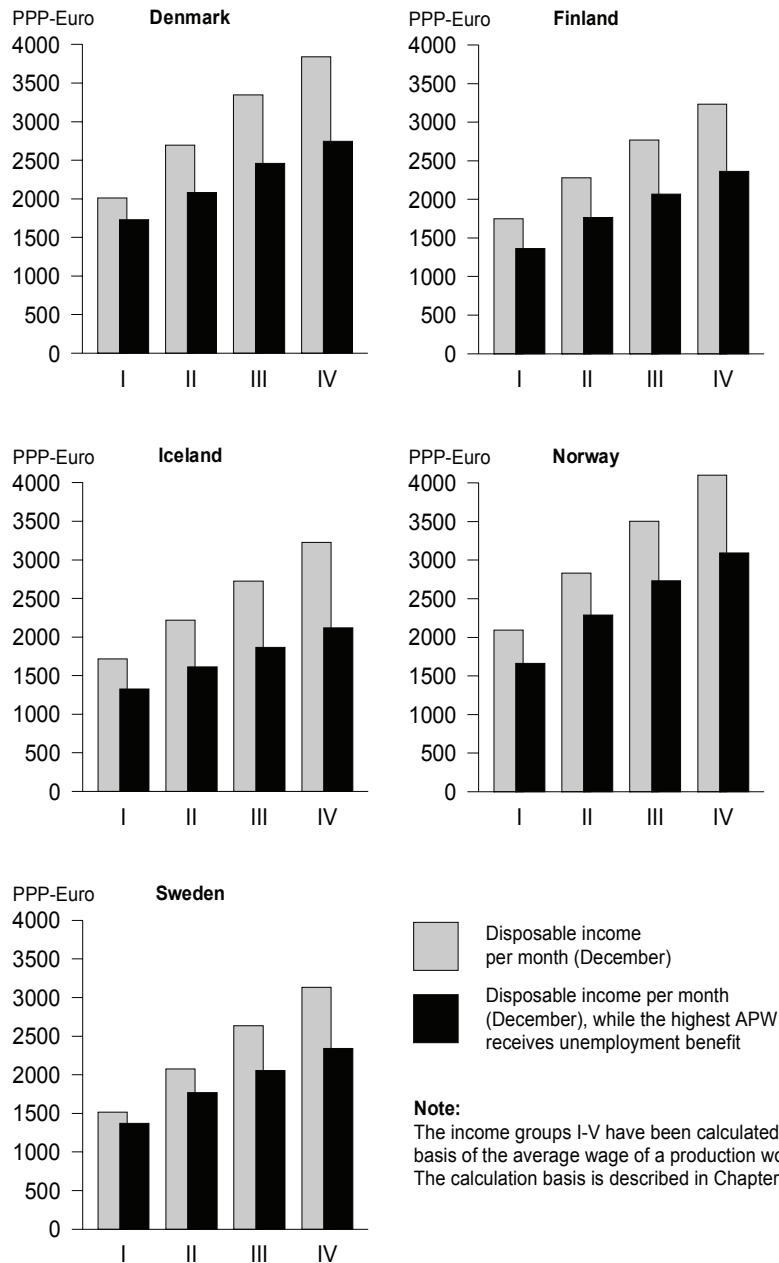 PPP-Euro Denmark
4000
3500
3000
2500
2000
1500
1000
500
0
I II III IV
PPP-Euro Finland
4000
3500
3000
2500
2000
1500
1000
500
0
I II III IV
PPP-Euro Iceland
4000
3500
3000
2500
2000
1500
1000
500
0
I II III IV
PPP-Euro Norway
4000
3500
3000
2500
2000
1500
1000
500
0
I II III IV
PPP-Euro Sweden
4000
3500
3000
2500
2000
1500
1000
500
0
I II III IV
Disposable income
per month (December)
Disposable income per month
(December), while the highest APW
receives unemployment benefit
Note:
The income groups I-V have been calculated
basis of the average wage of a production
The calculation basis is described in Chapter